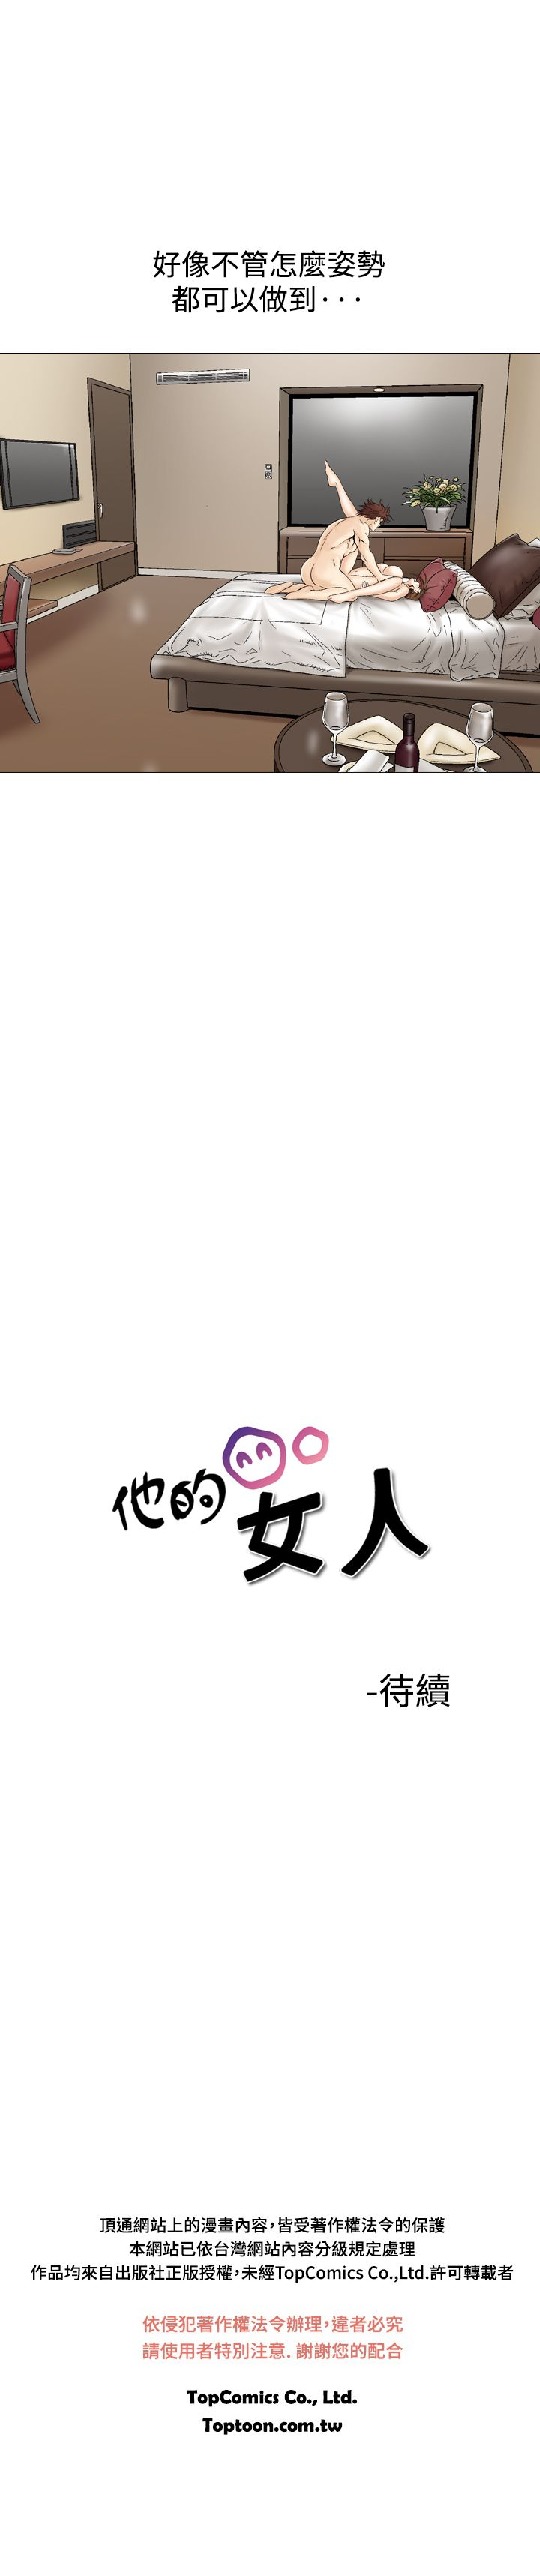 好像不管怎麼姿勢
都可以做到···
他的女人
-待續
頂通網站上的漫畫內容，皆受著作權法令的保護
本網站已依台灣網站內容分級規定處理
作品均來自出版社正版授權，未經TopComics Co.,Ltd.許可轉載者
依侵犯著作權法令辦理，違者必究
請使用者特別注意. 謝謝您的配合
TopComics Co., Ltd.
Toptoon.com.tw